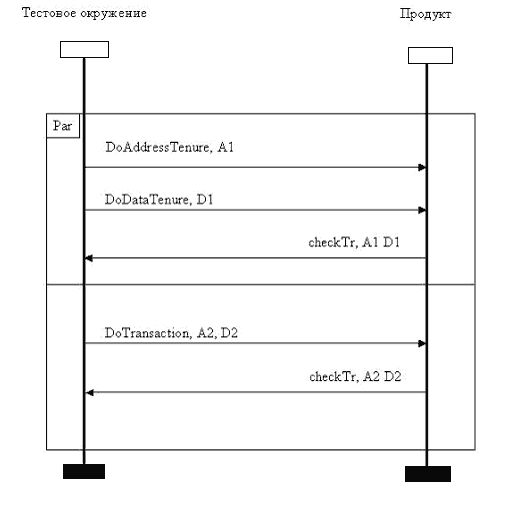 Тестовое окружение
Продукт
Par
DoAddressTenure, A1
DoDataTenure, D1
checkTr, A1 D1
DoTransaction, A2, D2
checkTr, A2 D2